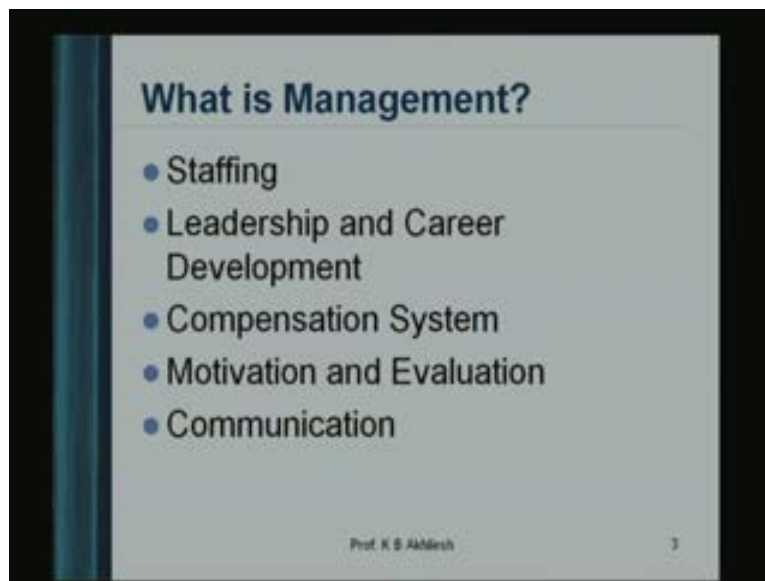 What is Management?
● Staffing
● Leadership and Career
Development
● Compensation System
● Motivation and Evaluation
● Communication
Prof. K B Akhilesh
3